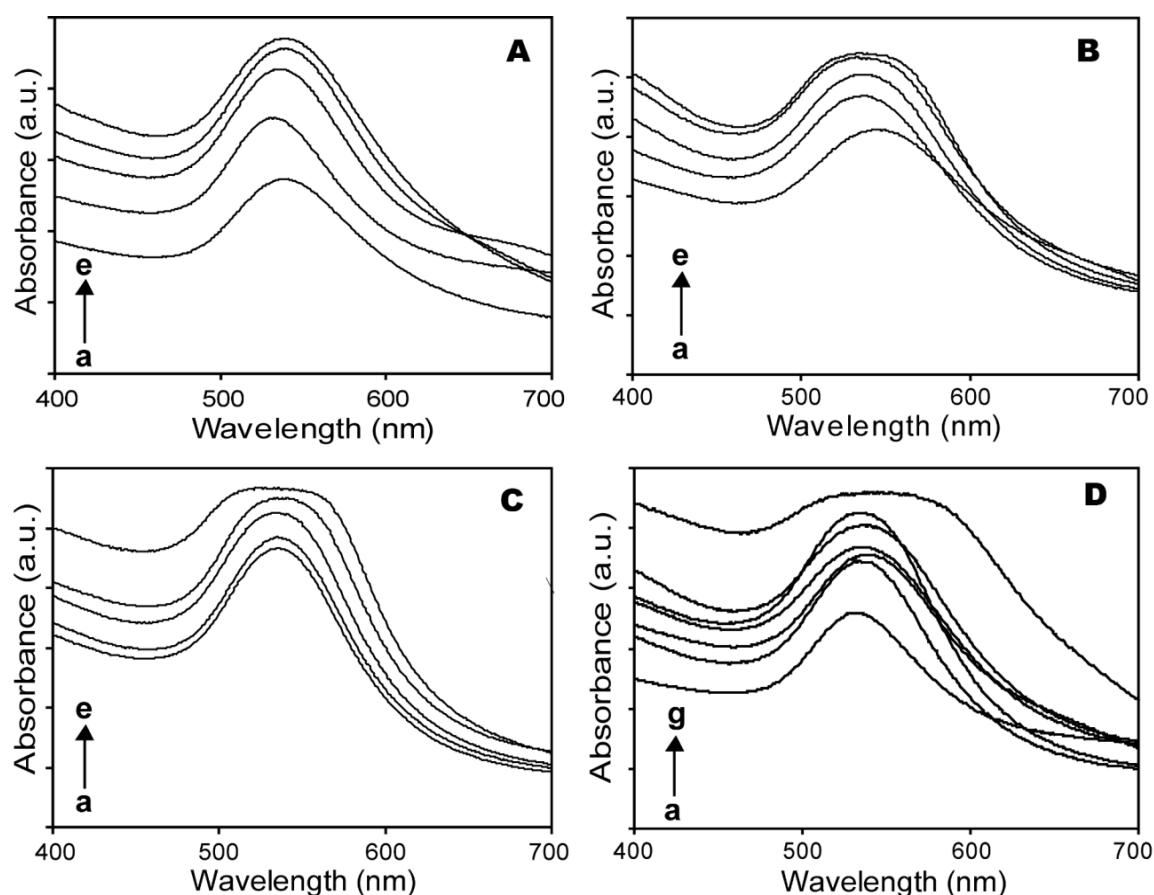 A
Absorbance (a.u.)
e
a
400 500 600 700
Wavelength (nm)
B
Absorbance (a.u.)
e
a
400 500 600 700
Wavelength (nm)
C
Absorbance (a.u.)
e
a
400 500 600 700
Wavelength (nm)
D
Absorbance (a.u.)
g
a
400 500 600 700
Wavelength (nm)